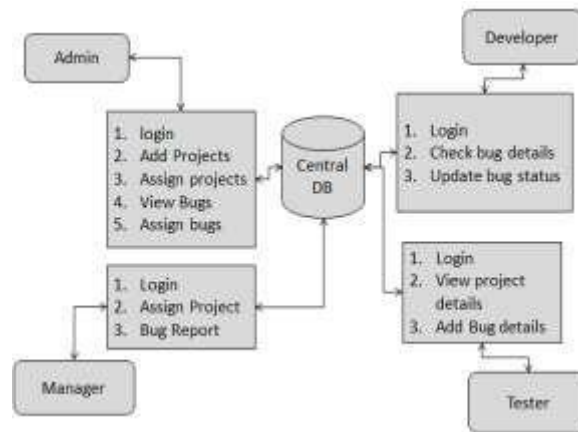 Admin
Developer
1. login
2. Add Projects
3. Assign projects
4. View Bugs
5. Assign bugs
Central
DB
1. Login
2. Check bug details
3. Update bug status
1. Login
2. Assign Project
3. Bug Report
1. Login
2. View project
details
3. Add Bug details
Manager
Tester